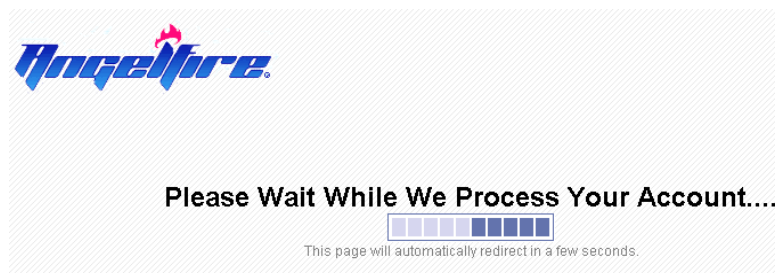 Angelfire.
Please Wait While We Process Your Account....
This page will automatically redirect in a few seconds.